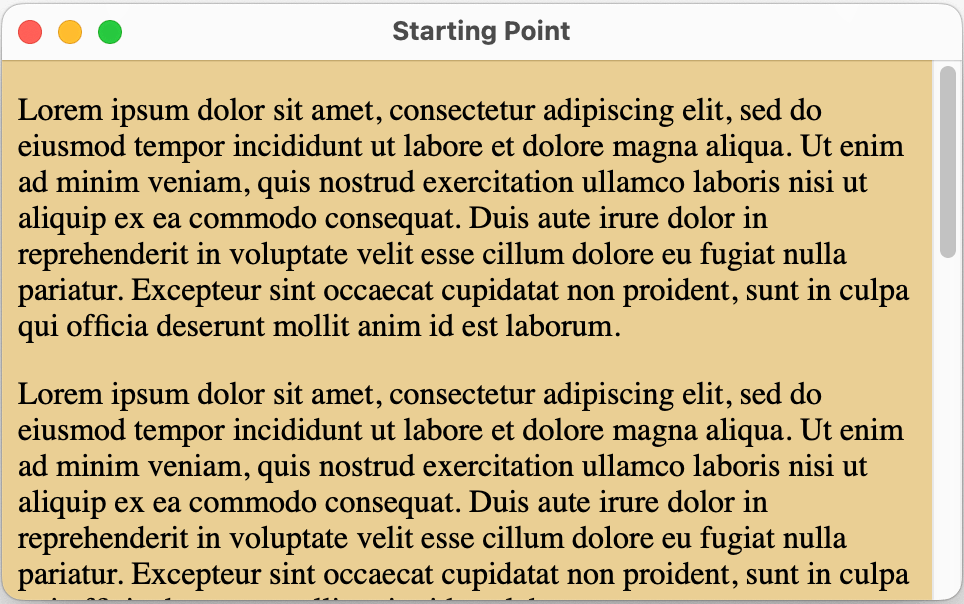 Starting Point
Lorem ipsum dolor sit amet, consectetur adipiscing elit, sed do
eiusmod tempor incididunt ut labore et dolore magna aliqua. Ut enim
ad minim veniam, quis nostrud exercitation ullamco laboris nisi ut
aliquip ex ea commodo consequat. Duis aute irure dolor in
reprehenderit in voluptate velit esse cillum dolore eu fugiat nulla
pariatur. Excepteur sint occaecat cupidatat non proident, sunt in culpa
qui officia deserunt mollit anim id est laborum.
Lorem ipsum dolor sit amet, consectetur adipiscing elit, sed do
eiusmod tempor incididunt ut labore et dolore magna aliqua. Ut enim
ad minim veniam, quis nostrud exercitation ullamco laboris nisi ut
aliquip ex ea commodo consequat. Duis aute irure dolor in
reprehenderit in voluptate velit esse cillum dolore eu fugiat nulla
pariatur. Excepteur sint occaecat cupidatat non proident, sunt in culpa